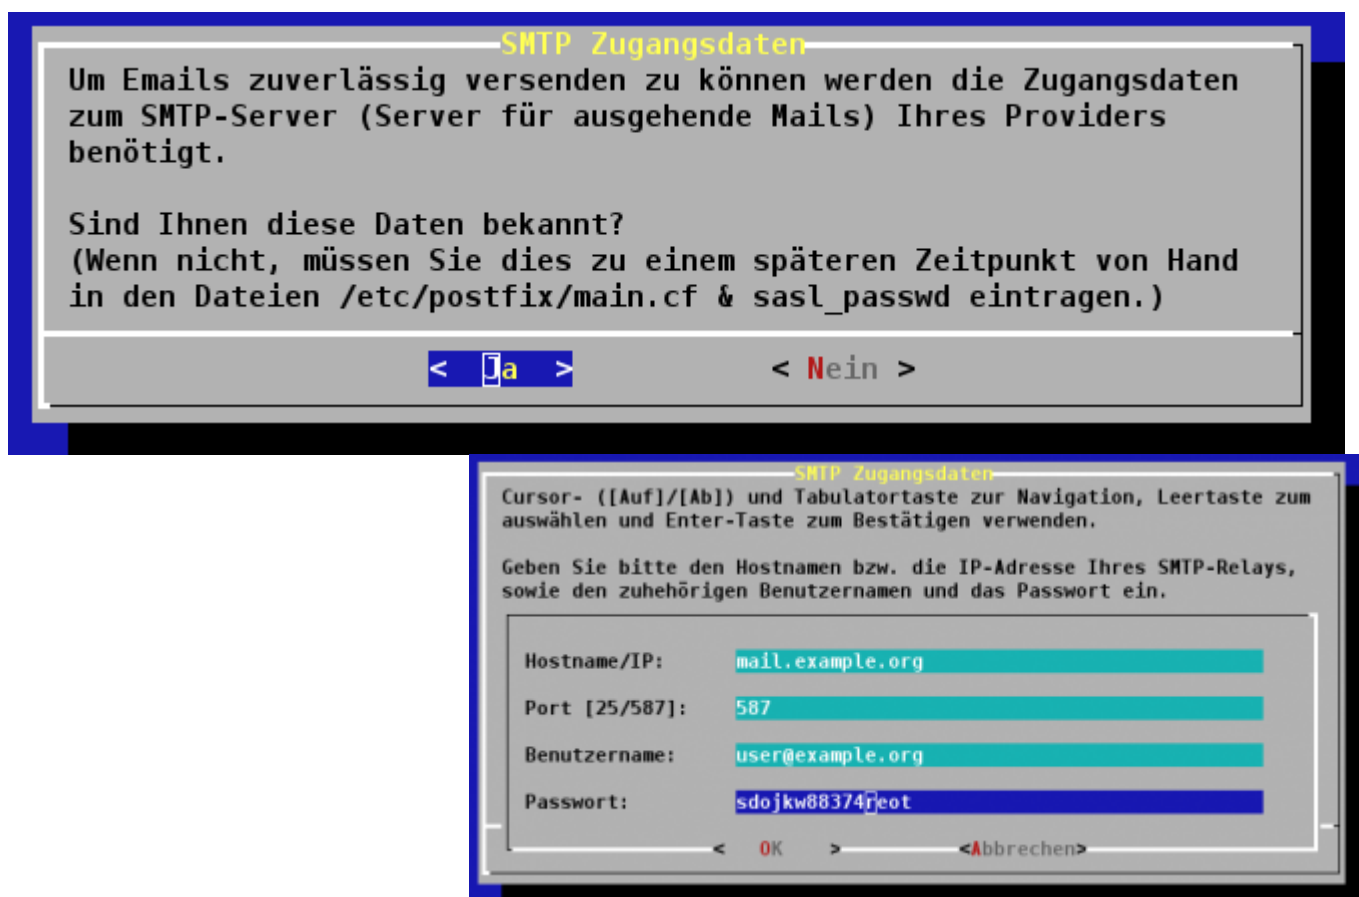 SMTP Zugangsdaten
Um Emails zuverlässig versenden zu können werden die Zugangsdaten
zum SMTP-Server (Server für ausgehende Mails) Ihres Providers
benötigt.
Sind Ihnen diese Daten bekannt?
(Wenn nicht, müssen Sie dies zu einem späteren Zeitpunkt von Hand
in den Dateien /etc/postfix/main.cf & sasl_passwd eintragen.)
< Ja > < Nein >
SMTP Zugangsdaten
Cursor- ([Auf]/[Ab]) und Tabulatortaste zur Navigation, Leertaste zum
auswählen und Enter-Taste zum Bestätigen verwenden.
Geben Sie bitte den Hostnamen bzw. die IP-Adresse Ihres SMTP-Relays,
sowie den zuhehörigen Benutzernamen und das Passwort ein.
Hostname/IP: mail.example.org
Port [25/587]: 587
Benutzername: user@example.org
Passwort: sdojkw88374reot
< OK > <Abbrechen>